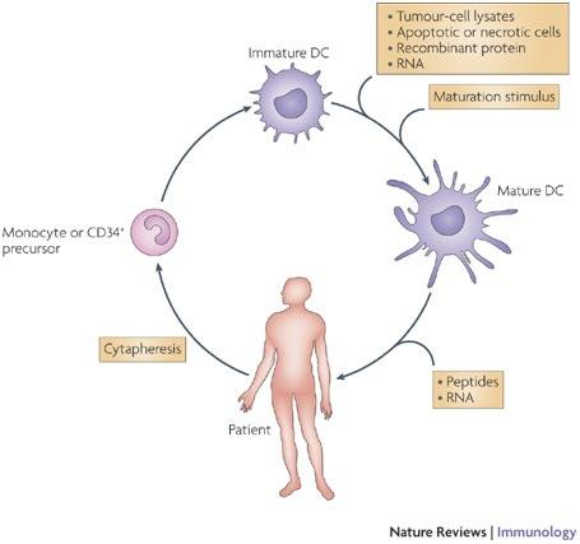 • Tumour-cell lysates
• Apoptotic or necrotic cells
• Recombinant protein
• RNA
Immature DC
Maturation stimulus
Mature DC
Monocyte or CD34⁺
precursor
Cytapheresis
• Peptides
• RNA
Patient
Nature Reviews | Immunology